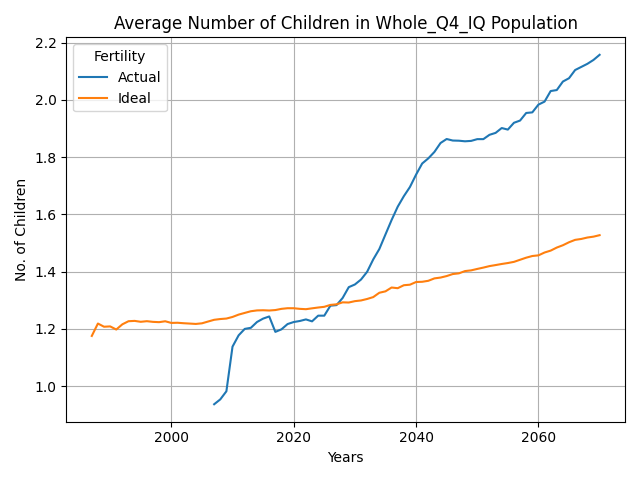 Average Number of Children in Whole_Q4_IQ Population
Fertility
Actual
Ideal
No. of Children
2.2
2.0
1.8
1.6
1.4
1.2
1.0
2000 2020 2040 2060
Years